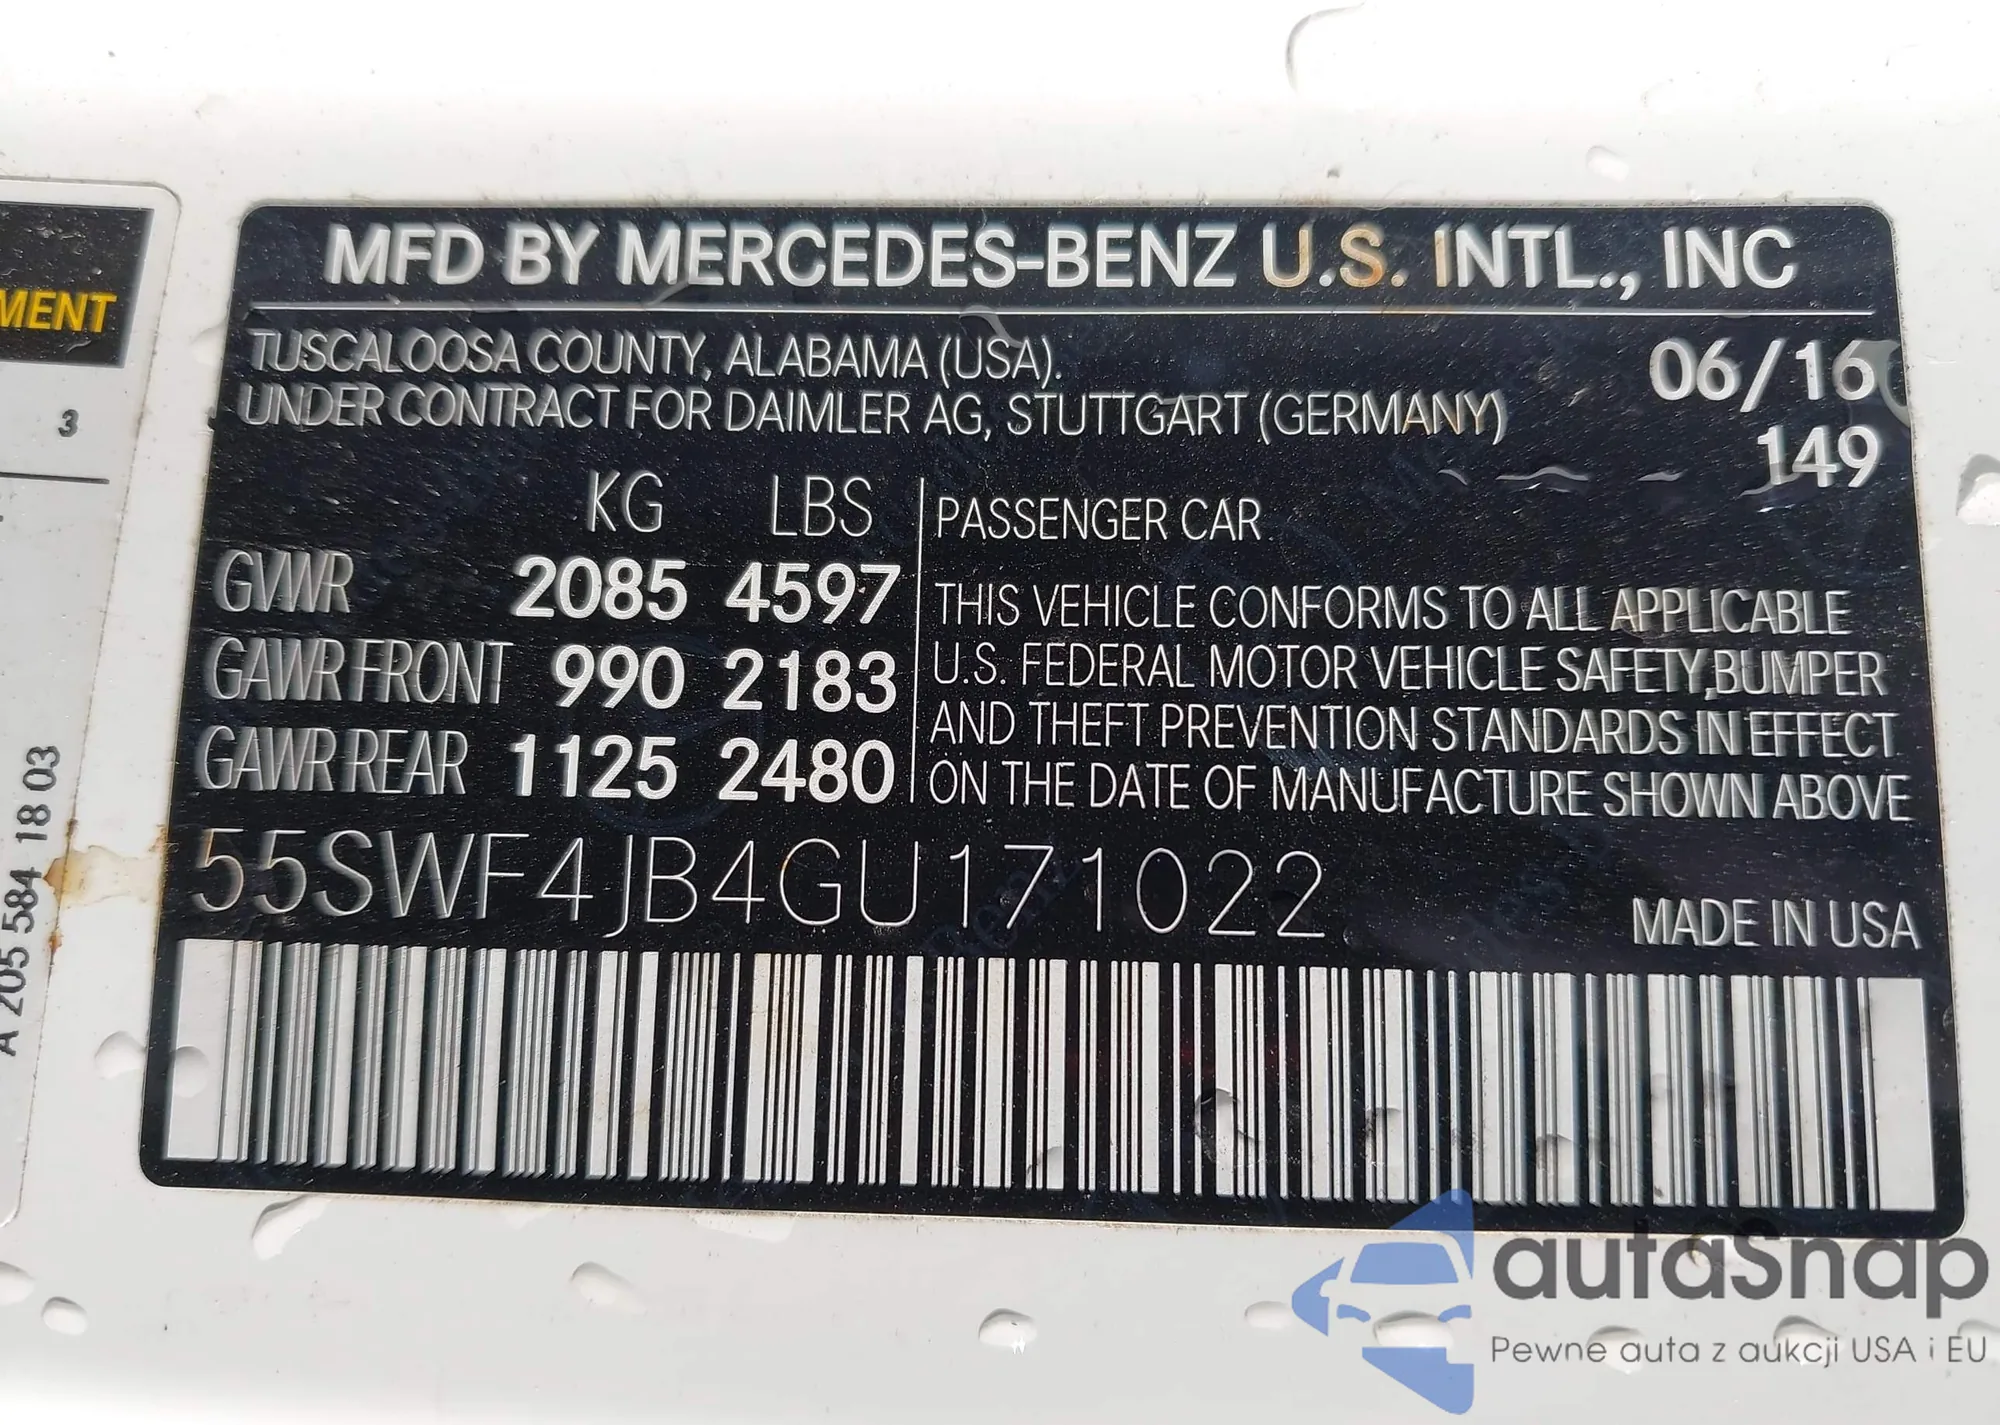 MENT
3
A 205 584 18 03
MFD BY MERCEDES-BENZ U.S. INTL., INC
TUSCALOOSA COUNTY, ALABAMA (USA).
UNDER CONTRACT FOR DAIMLER AG, STUTTGART (GERMANY)
06/16
149
KG LBS
GVWR 2085 4597
GAWR FRONT 990 2183
GAWR REAR 1125 2480
PASSENGER CAR
THIS VEHICLE CONFORMS TO ALL APPLICABLE
U.S. FEDERAL MOTOR VEHICLE SAFETY,BUMPER
AND THEFT PREVENTION STANDARDS IN EFFECT
ON THE DATE OF MANUFACTURE SHOWN ABOVE
55SWF4JB4GU171022
MADE IN USA
autaSnap
Pewne auta z aukcji USA i EU